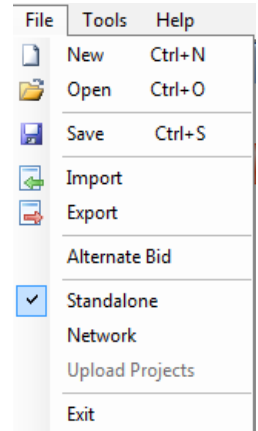 File Tools Help
New Ctrl+N
Open Ctrl+O
Save Ctrl+S
Import
Export
Alternate Bid
Standalone
Network
Upload Projects
Exit